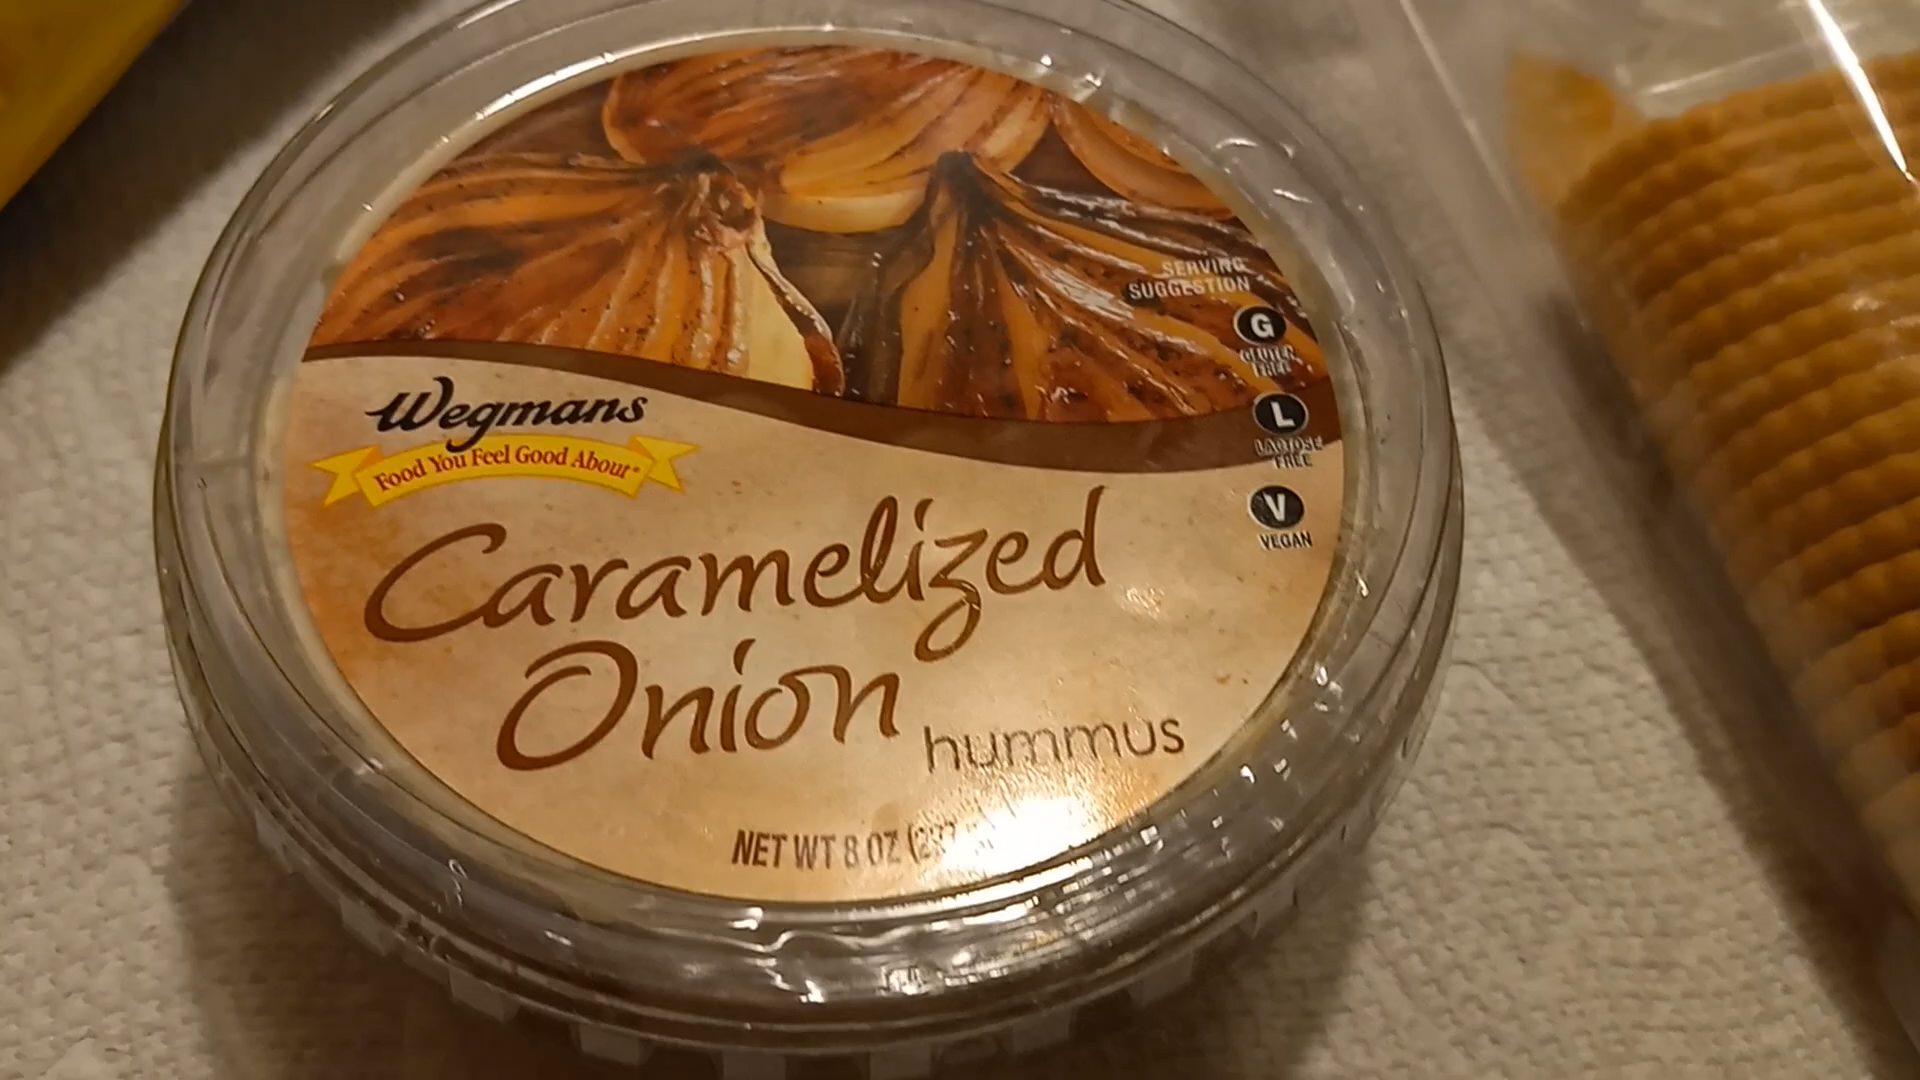 SERVING
SUGGESTION
G
GLUTEN
FREE
L
LACTOSE
FREE
V
VEGAN
Wegmans
Food You Feel Good About
Caramelized
Onion
hummus
NET WT 8 OZ